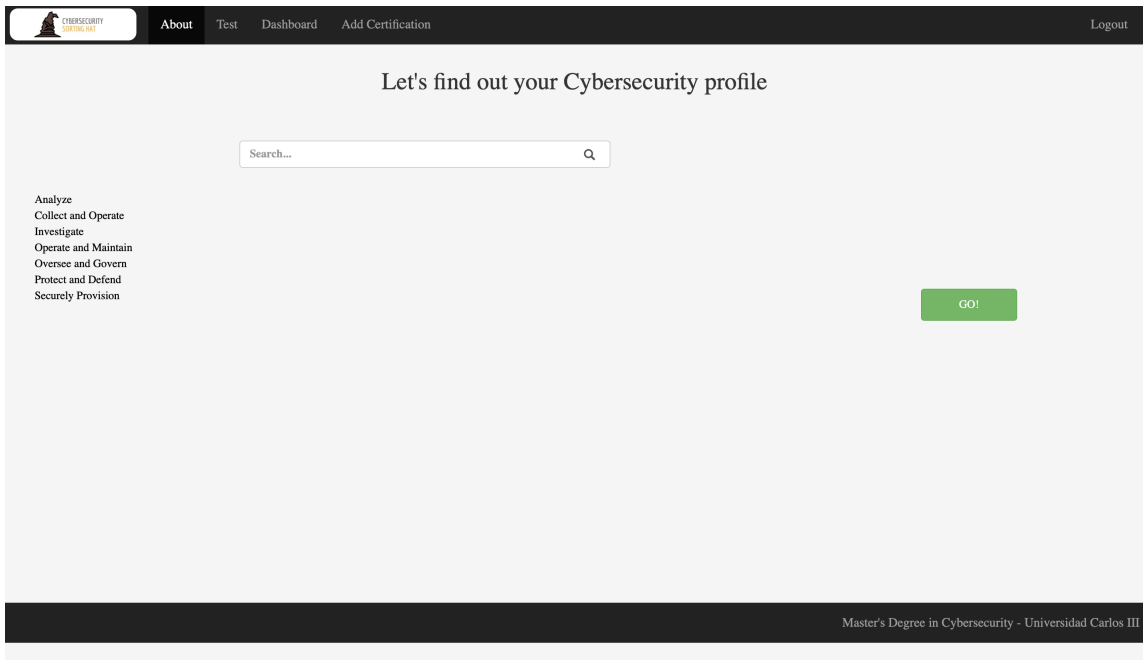 CYBERSECURITY
SORTING HAT
About Test Dashboard Add Certification Logout
Let's find out your Cybersecurity profile
Search...
Analyze
Collect and Operate
Investigate
Operate and Maintain
Oversee and Govern
Protect and Defend
Securely Provision
GO!
Master's Degree in Cybersecurity - Universidad Carlos III